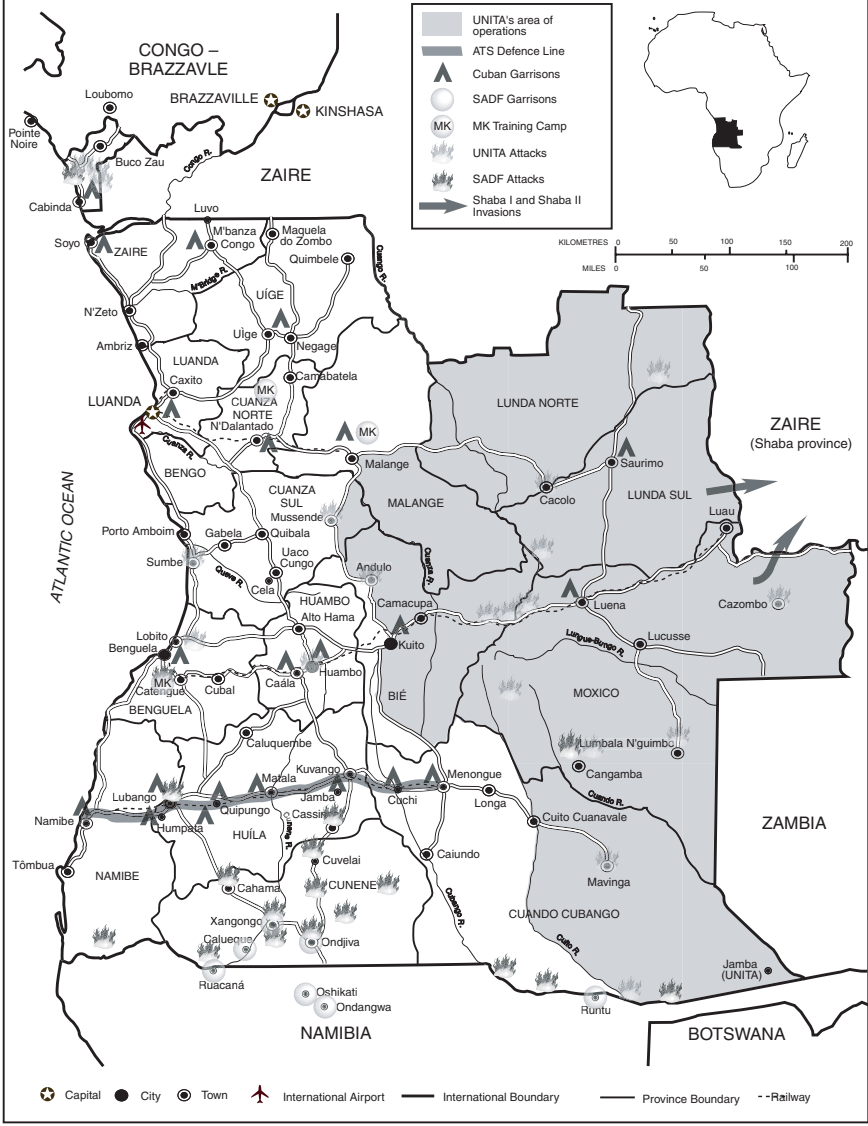 CONGO –
BRAZZAVLE
Loubomo
BRAZZAVILLE
KINSHASA
Pointe
Noire
Buco Zau
Congo R.
ZAIRE
Cabinda
UNITA's area of
operations
ATS Defence Line
Cuban Garrisons
SADF Garrisons
MK
MK Training Camp
UNITA Attacks
SADF Attacks
Shaba I and Shaba II
Invasions
KILOMETRES
0
50
100
150
200
MILES
0
50
100
Luvo
Soyo
ZAIRE
M'banza
Congo
Maquela
do Zombo
Quimbele
Cuango R.
M'Bridge R.
UÍGE
N'Zeto
Uìge
Negage
Ambriz
LUANDA
Camabatela
Caxito
MK
CUANZA
NORTE
LUANDA
N'Dalantado
MK
Cuanza R.
Malange
BENGO
LUNDA NORTE
ZAIRE
(Shaba province)
Saurimo
Cacolo
LUNDA SUL
MALANGE
Luau
CUANZA
SUL
Mussende
ATLANTIC OCEAN
Porto Amboim
Gabela
Quibala
Sumbe
Uaco
Cungo
Cela
Queve R.
Andulo
Cuanza R.
HUAMBO
Camacupa
Luena
Cazombo
Alto Hama
Lobito
Benguela
Kuito
Lungue-Bungo R.
Lucusse
Huambo
MK
Catengue
Cubal
Caála
BIÉ
MOXICO
BENGUELA
Caluquembe
Lumbala N'guimbo
Cangamba
Kuvango
Menongue
Matala
Lubango
Jamba
Cuchi
Longa
Cuando R.
Namibe
Quipungo
Cassinga
Humpata
HUÍLA
Cunene R.
Cuito Cuanavale
ZAMBIA
Tômbua
Cuvelai
Caiundo
NAMIBE
Mavinga
Cahama
CUNENE
Cubango R.
CUANDO CUBANGO
Xangongo
Calueque
Ondjiva
Cuito R.
Jamba
(UNITA)
Ruacaná
Oshikati
Ondangwa
Runtu
NAMIBIA
BOTSWANA
Capital
City
Town
International Airport
International Boundary
Province Boundary
Railway